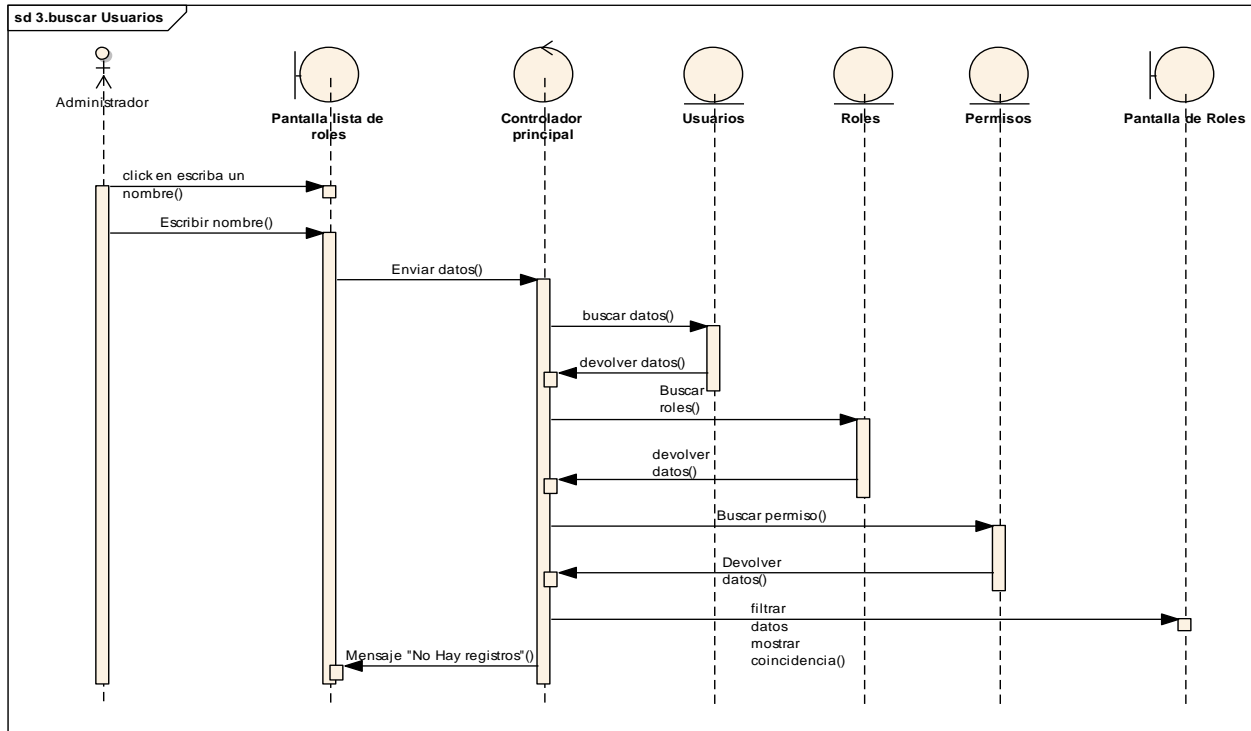 sd 3.buscar Usuarios
Administrador
Pantalla lista de
roles
Controlador
principal
Usuarios
Roles
Permisos
Pantalla de Roles
click en escriba un
nombre()
Escribir nombre()
Enviar datos()
buscar datos()
devolver datos()
Buscar
roles()
devolver
datos()
Buscar permiso()
Devolver
datos()
filtrar
datos
mostrar
coincidencia()
Mensaje "No Hay registros"()